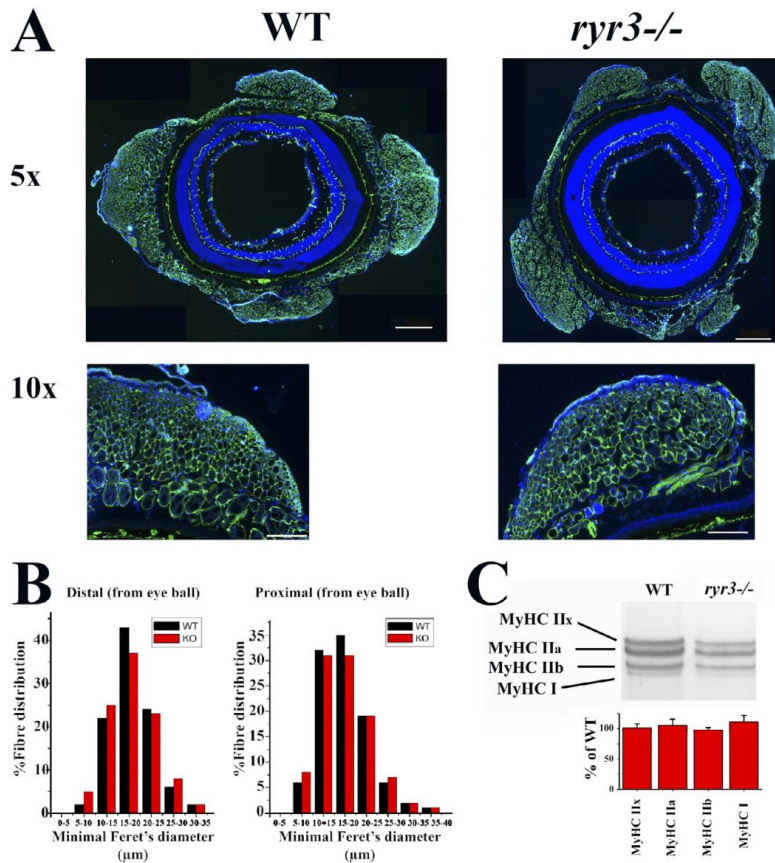 A
WT
ryr3-/-
5x
10x
B
Distal (from eye ball)
WT
KO
%Fibre distribution
40
30
20
10
0
0-5 5-10 10-15 15-20 20-25 25-30 30-35
Minimal Feret's diameter
(µm)
Proximal (from eye ball)
WT
KO
%Fibre distribution
35
30
25
20
15
10
5
0
0-5 5-10 10-15 15-20 20-25 25-30 30-35 35-40
Minimal Feret's diameter
(µm)
C
WT
ryr3-/-
MyHC IIx
MyHC IIa
MyHC IIb
MyHC I
% of WT
100
50
0
MyHC IIx
MyHC IIa
MyHC IIb
MyHC I